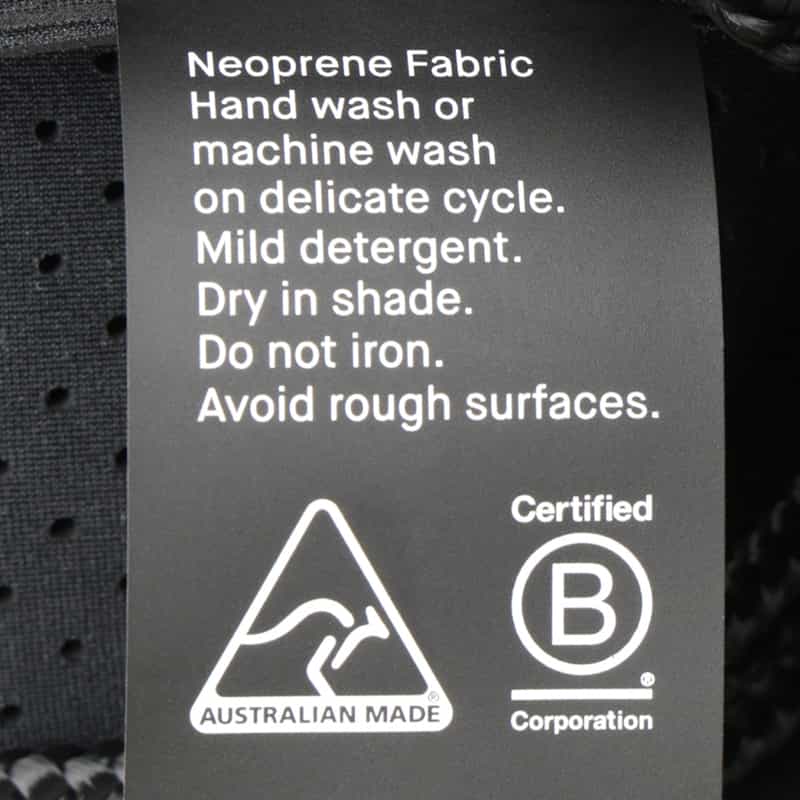 Neoprene Fabric
Hand wash or
machine wash
on delicate cycle.
Mild detergent.
Dry in shade.
Do not iron.
Avoid rough surfaces.
AUSTRALIAN MADE ®
Certified
B ®
Corporation